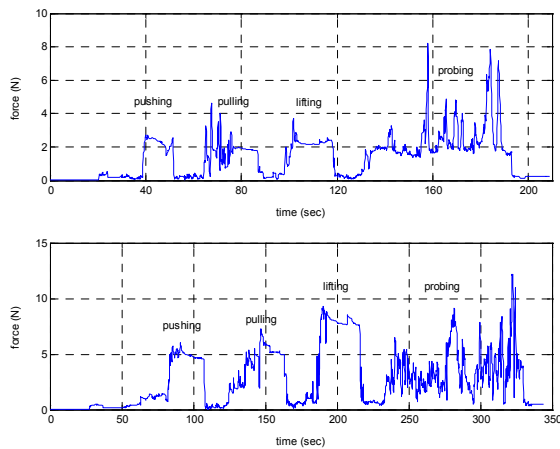 10
8
6
4
2
0
force (N)
pushing
pulling
lifting
probing
0 40 80 120 160 200
time (sec)
15
10
5
0
force (N)
pushing
pulling
lifting
probing
0 50 100 150 200 250 300 350
time (sec)